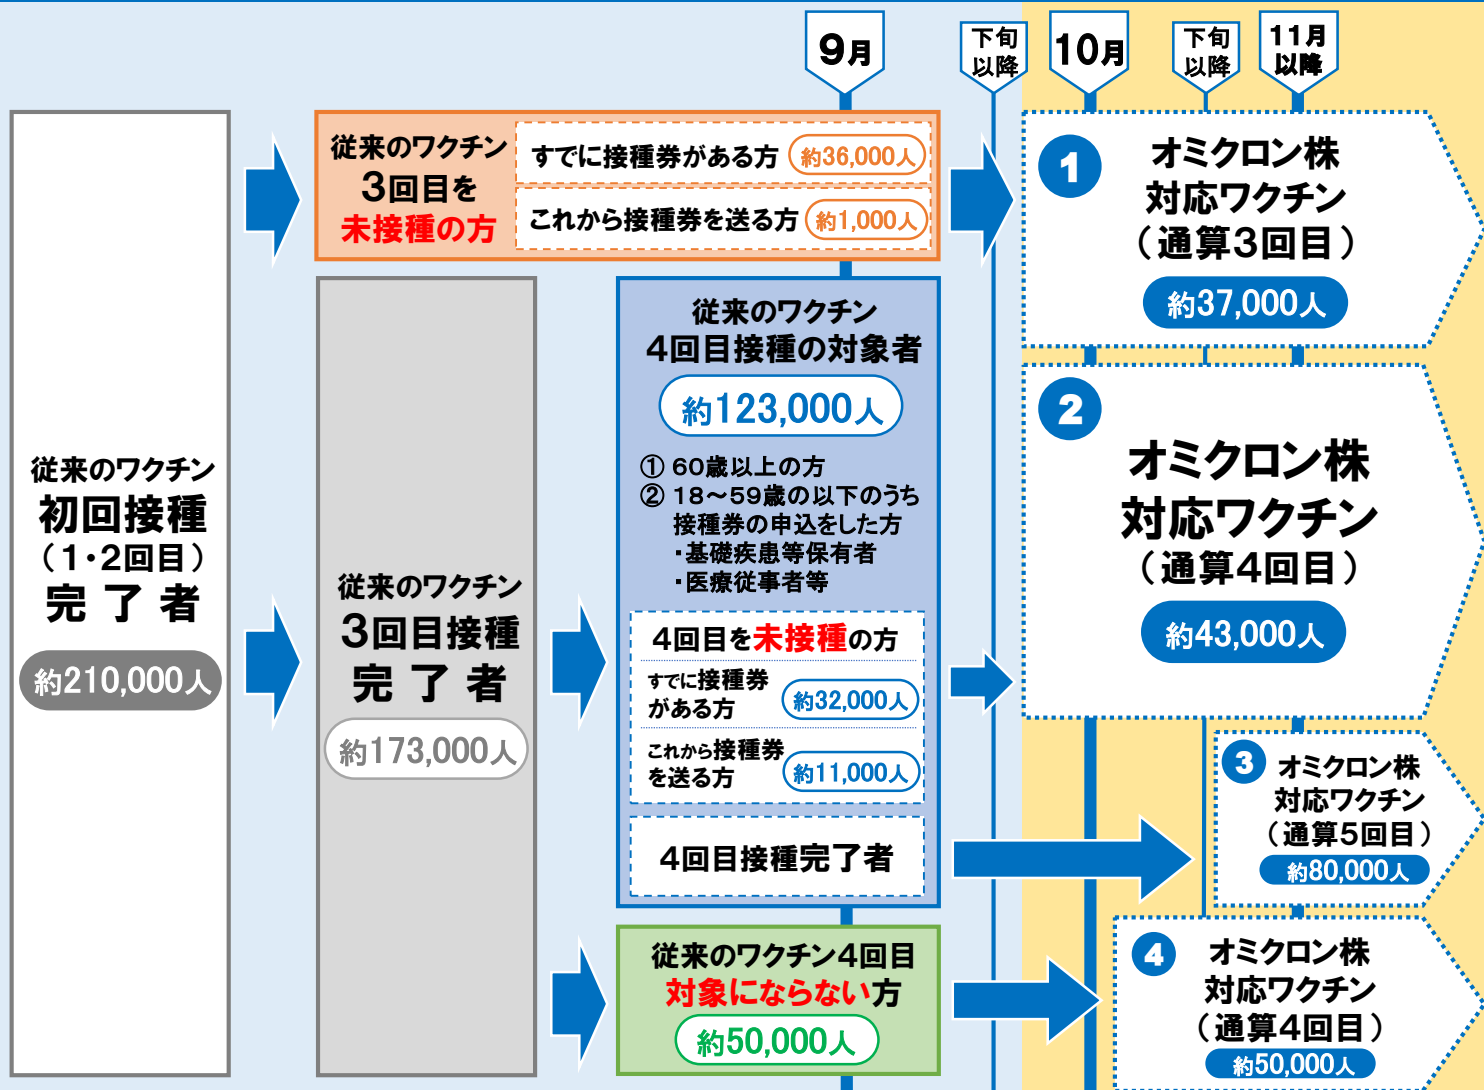 9月
下旬
以降
10月
下旬
以降
11月
以降
従来のワクチン
初回接種
（1・2回目）
完了者
約210,000人
従来のワクチン
3回目を
未接種の方
すでに接種券がある方 約36,000人
これから接種券を送る方 約1,000人
従来のワクチン
3回目接種
完了者
約173,000人
従来のワクチン
4回目接種の対象者
約123,000人
① 60歳以上の方
② 18～59歳の以下のうち
接種券の申込をした方
・基礎疾患等保有者
・医療従事者等
4回目を未接種の方
すでに接種券
がある方 約32,000人
これから接種券
を送る方 約11,000人
4回目接種完了者
従来のワクチン4回目
対象にならない方
約50,000人
1
オミクロン株
対応ワクチン
（通算3回目）
約37,000人
2
オミクロン株
対応ワクチン
（通算4回目）
約43,000人
3
オミクロン株
対応ワクチン
（通算5回目）
約80,000人
4
オミクロン株
対応ワクチン
（通算4回目）
約50,000人